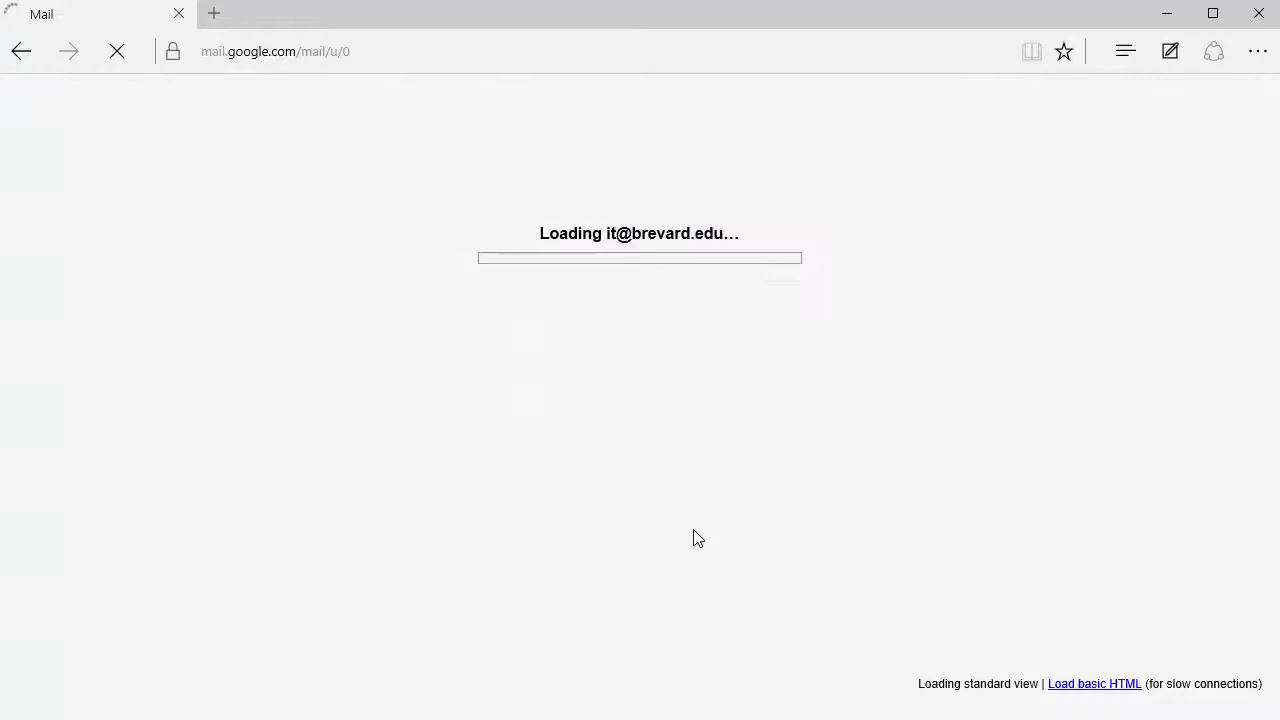 Mail
mail.google.com/mail/u/0
Loading it@brevard.edu...
Loading standard view | Load basic HTML (for slow connections)